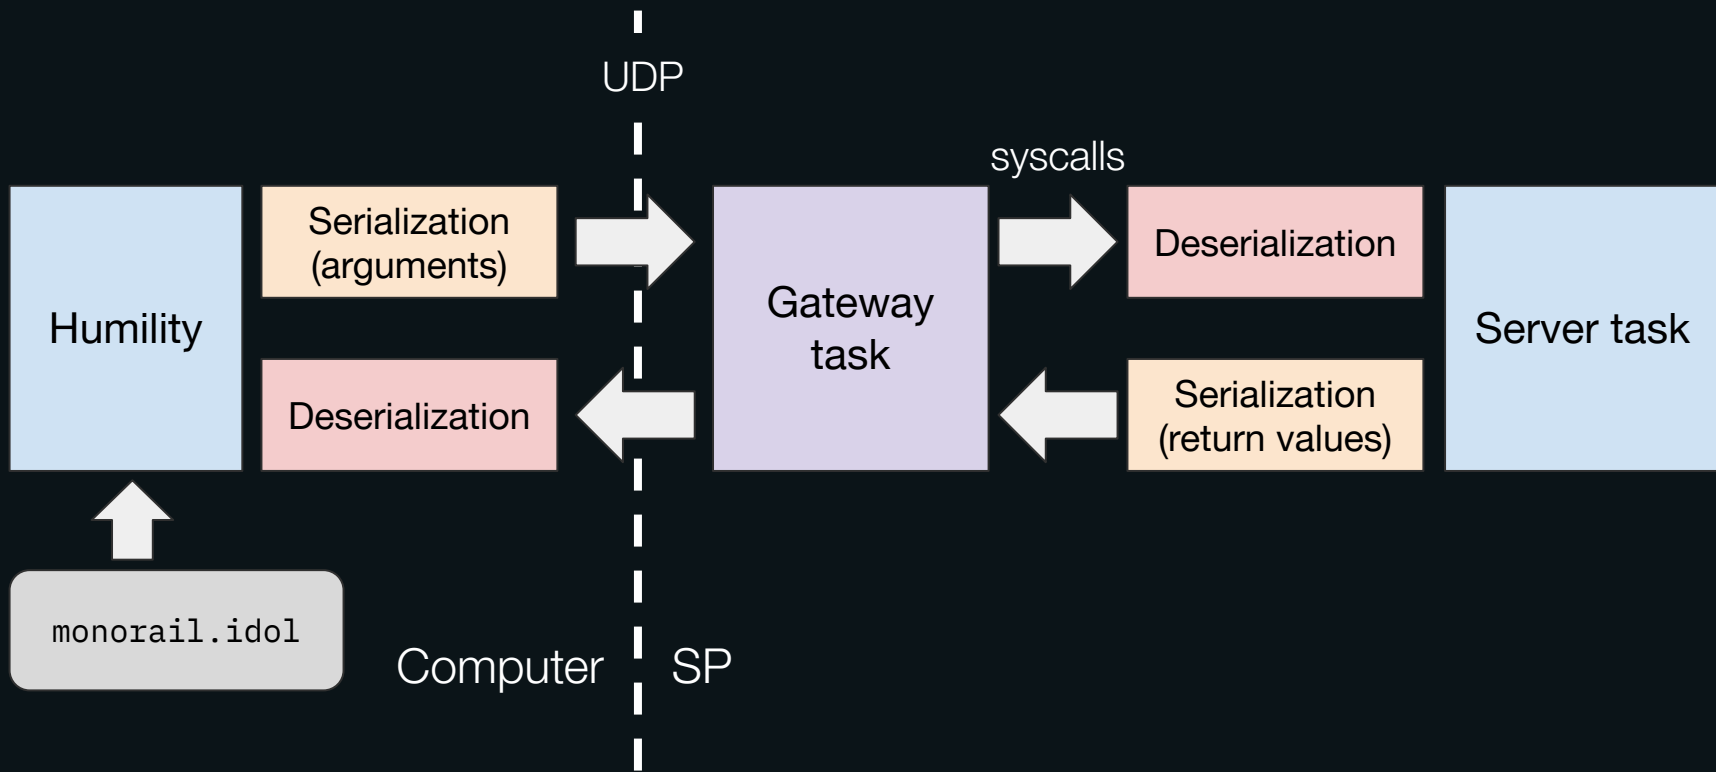 UDP
syscalls
Humility
Serialization
(arguments)
Deserialization
Gateway
task
Deserialization
Serialization
(return values)
Server task
monorail.idol
Computer
SP